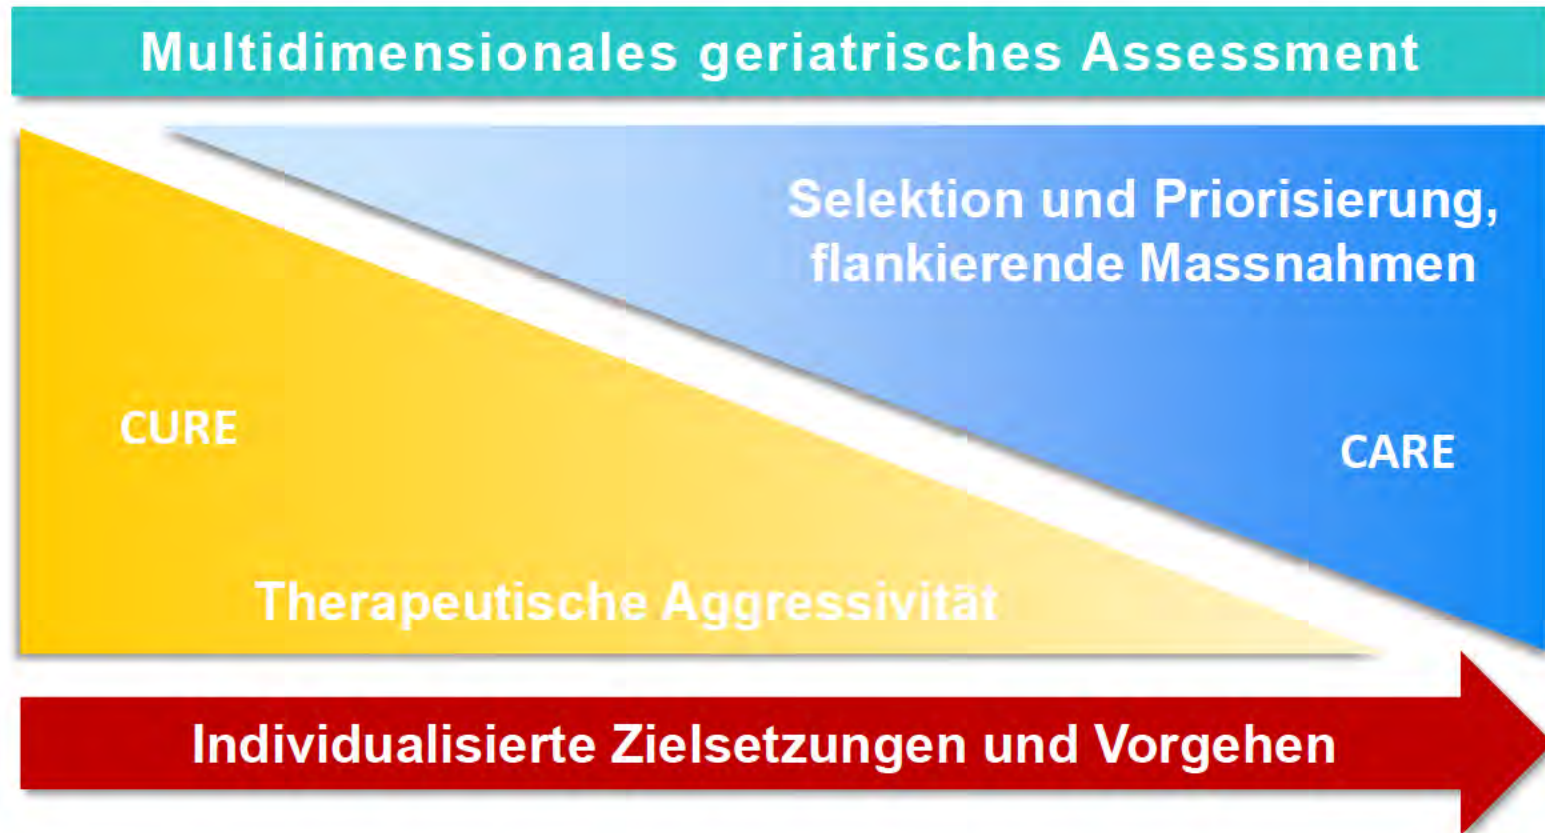 Multidimensionales geriatrisches Assessment
Selektion und Priorisierung,
flankierende Massnahmen
CURE
CARE
Therapeutische Aggressivität
Individualisierte Zielsetzungen und Vorgehen